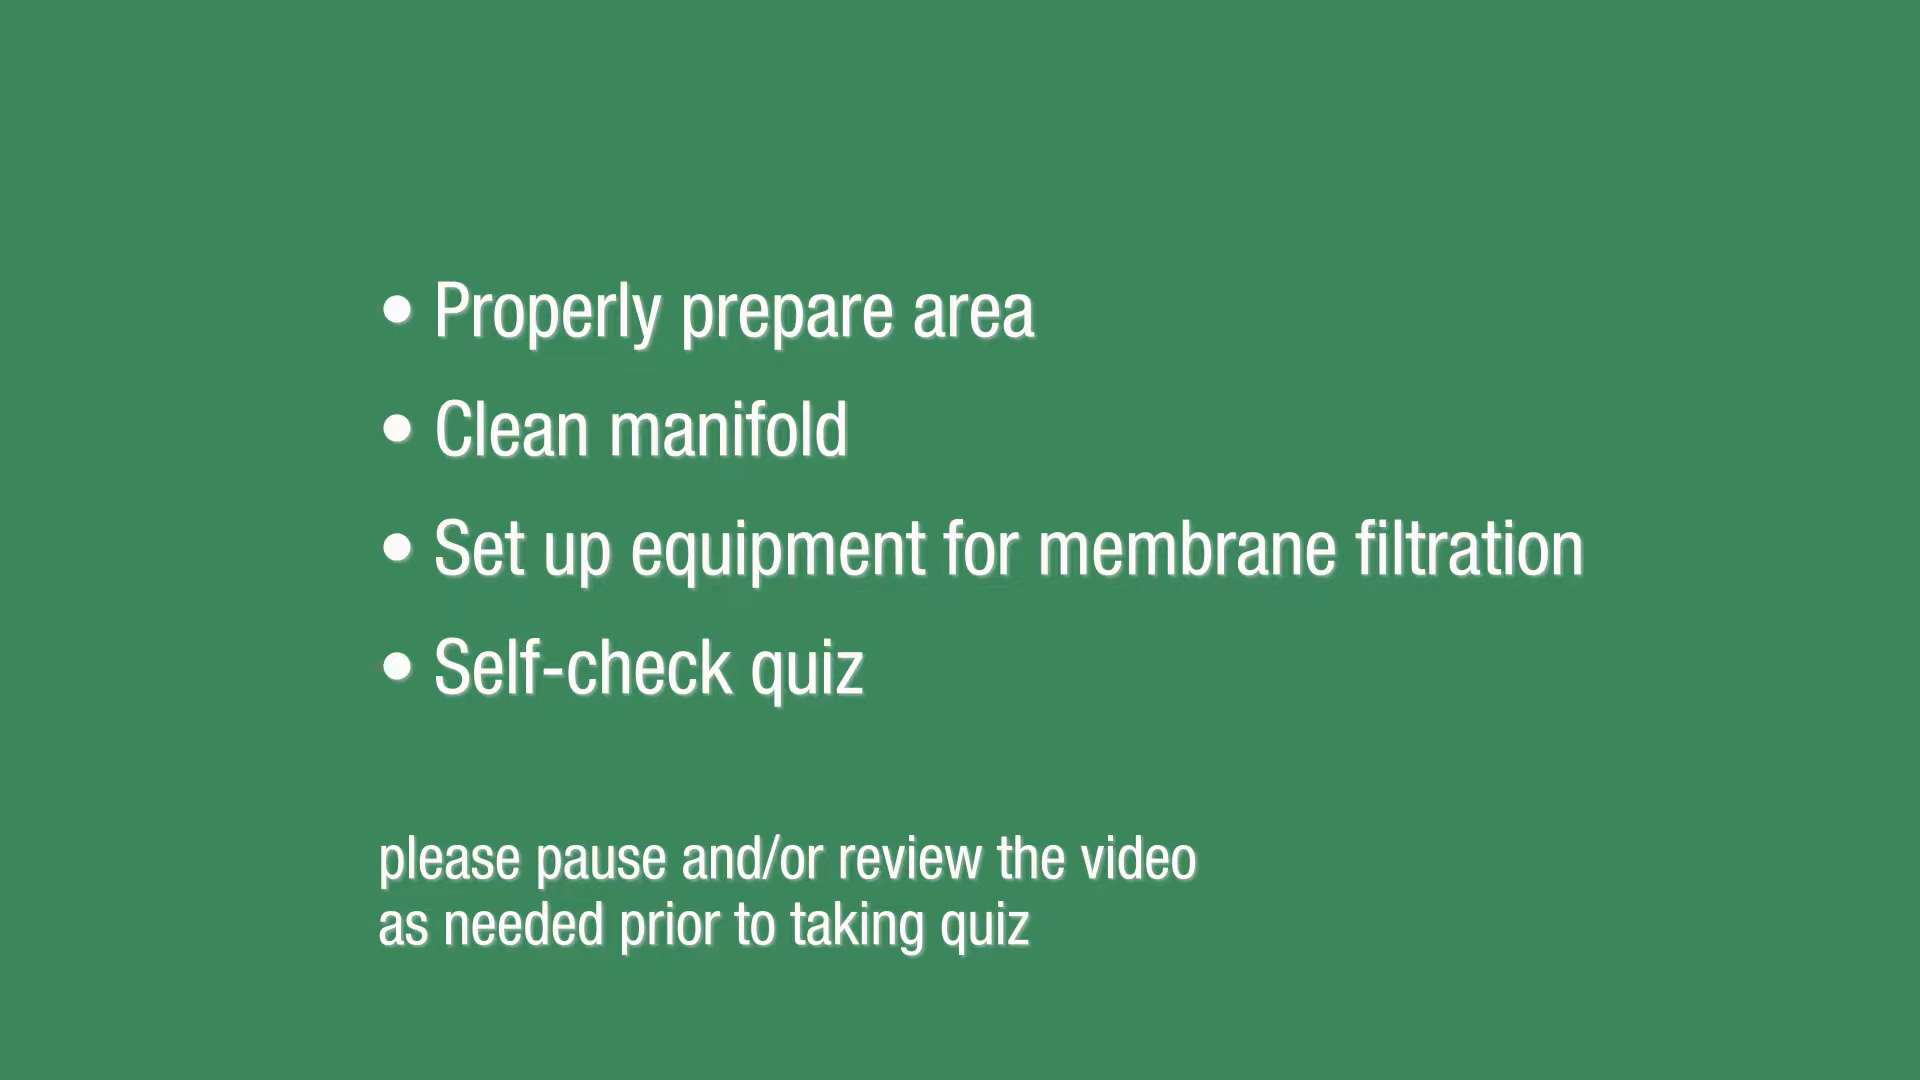 • Properly prepare area
• Clean manifold
• Set up equipment for membrane filtration
• Self-check quiz
please pause and/or review the video
as needed prior to taking quiz